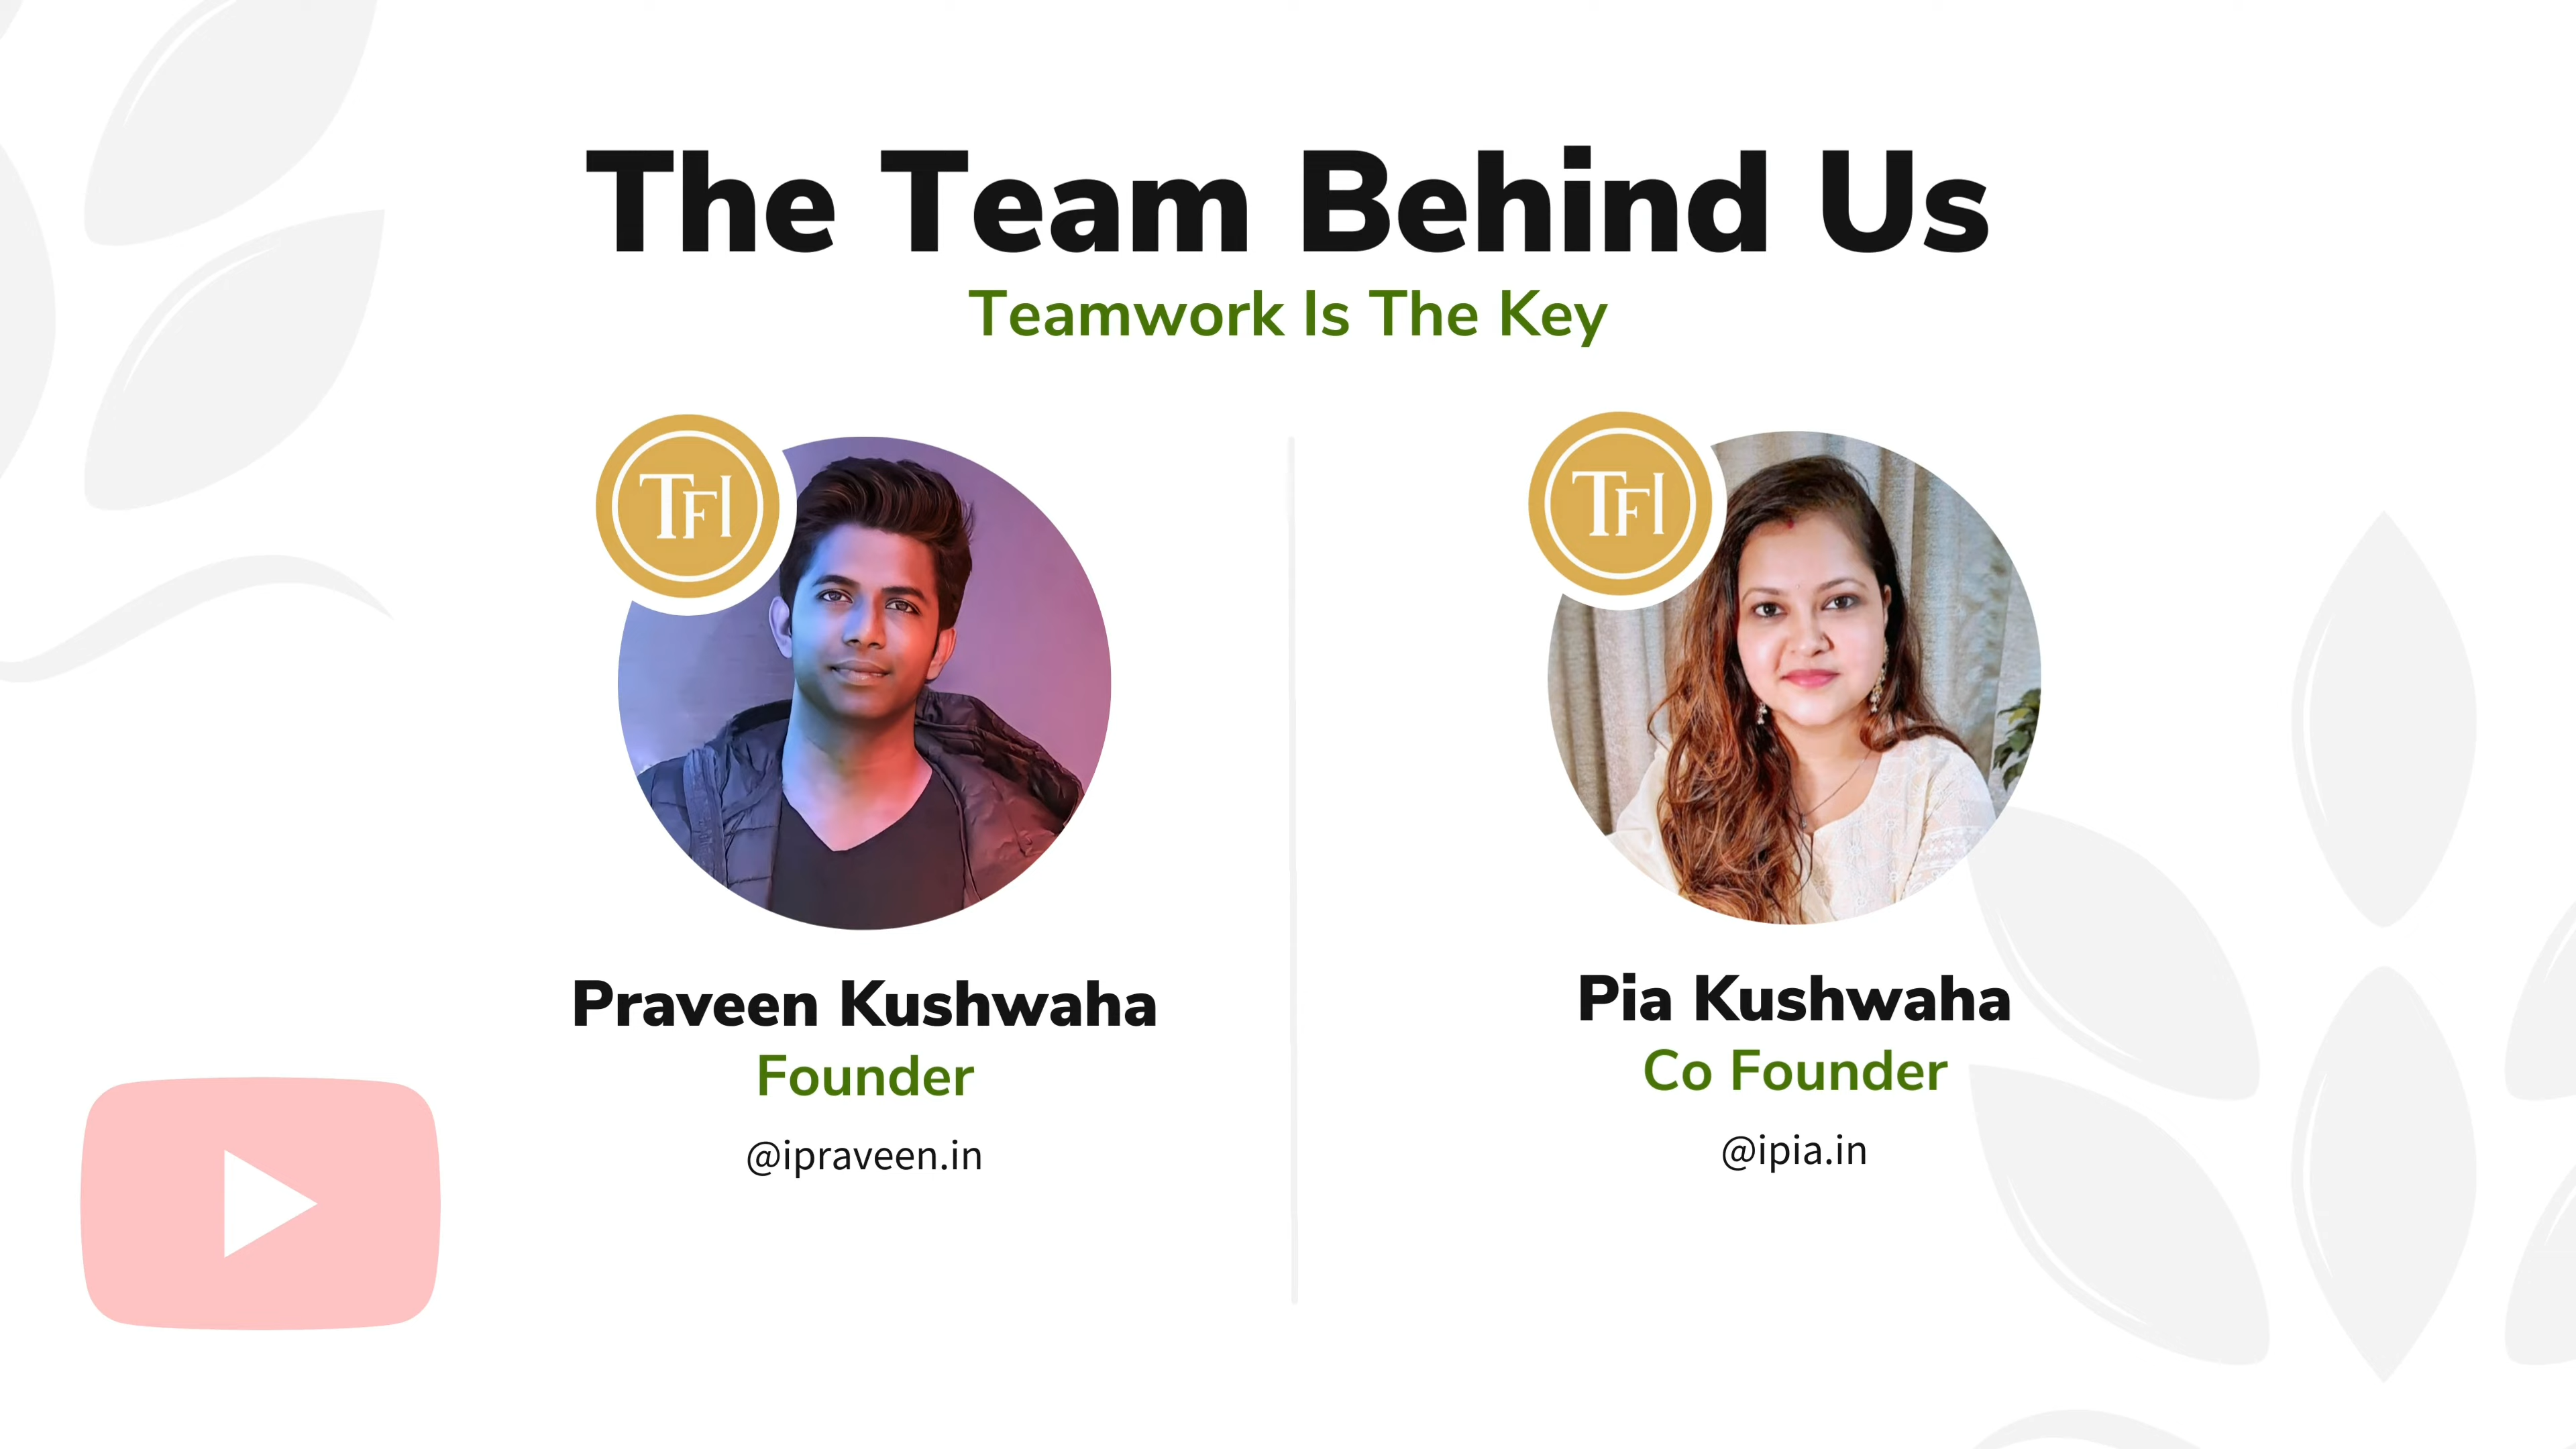 The Team Behind Us
Teamwork Is The Key
TFI
TFI
Praveen Kushwaha
Founder
@ipraveen.in
Pia Kushwaha
Co Founder
@ipia.in